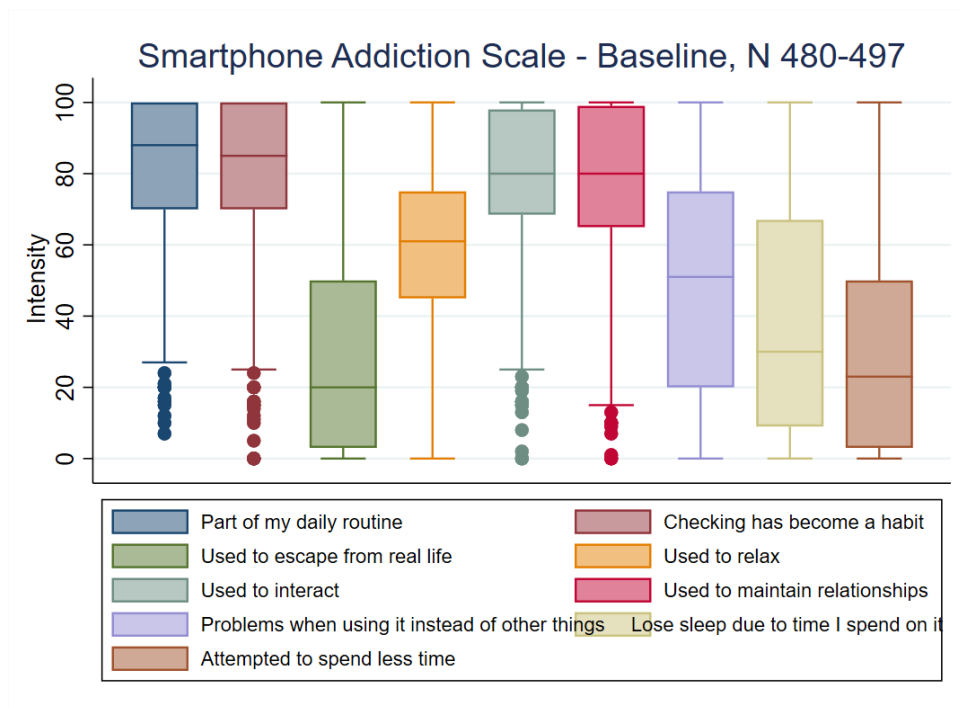 Smartphone Addiction Scale - Baseline, N 480-497
Intensity
100
80
60
40
20
0
Part of my daily routine
Checking has become a habit
Used to escape from real life
Used to relax
Used to interact
Used to maintain relationships
Problems when using it instead of other things
Lose sleep due to time I spend on it
Attempted to spend less time